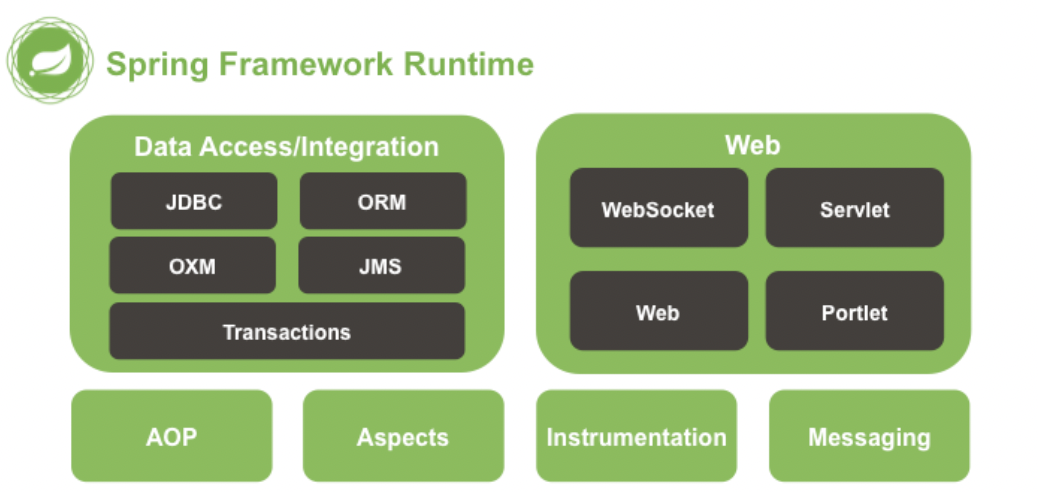 Spring Framework Runtime
Data Access/Integration
JDBC
ORM
OXM
JMS
Transactions
Web
WebSocket
Servlet
Web
Portlet
AOP
Aspects
Instrumentation
Messaging